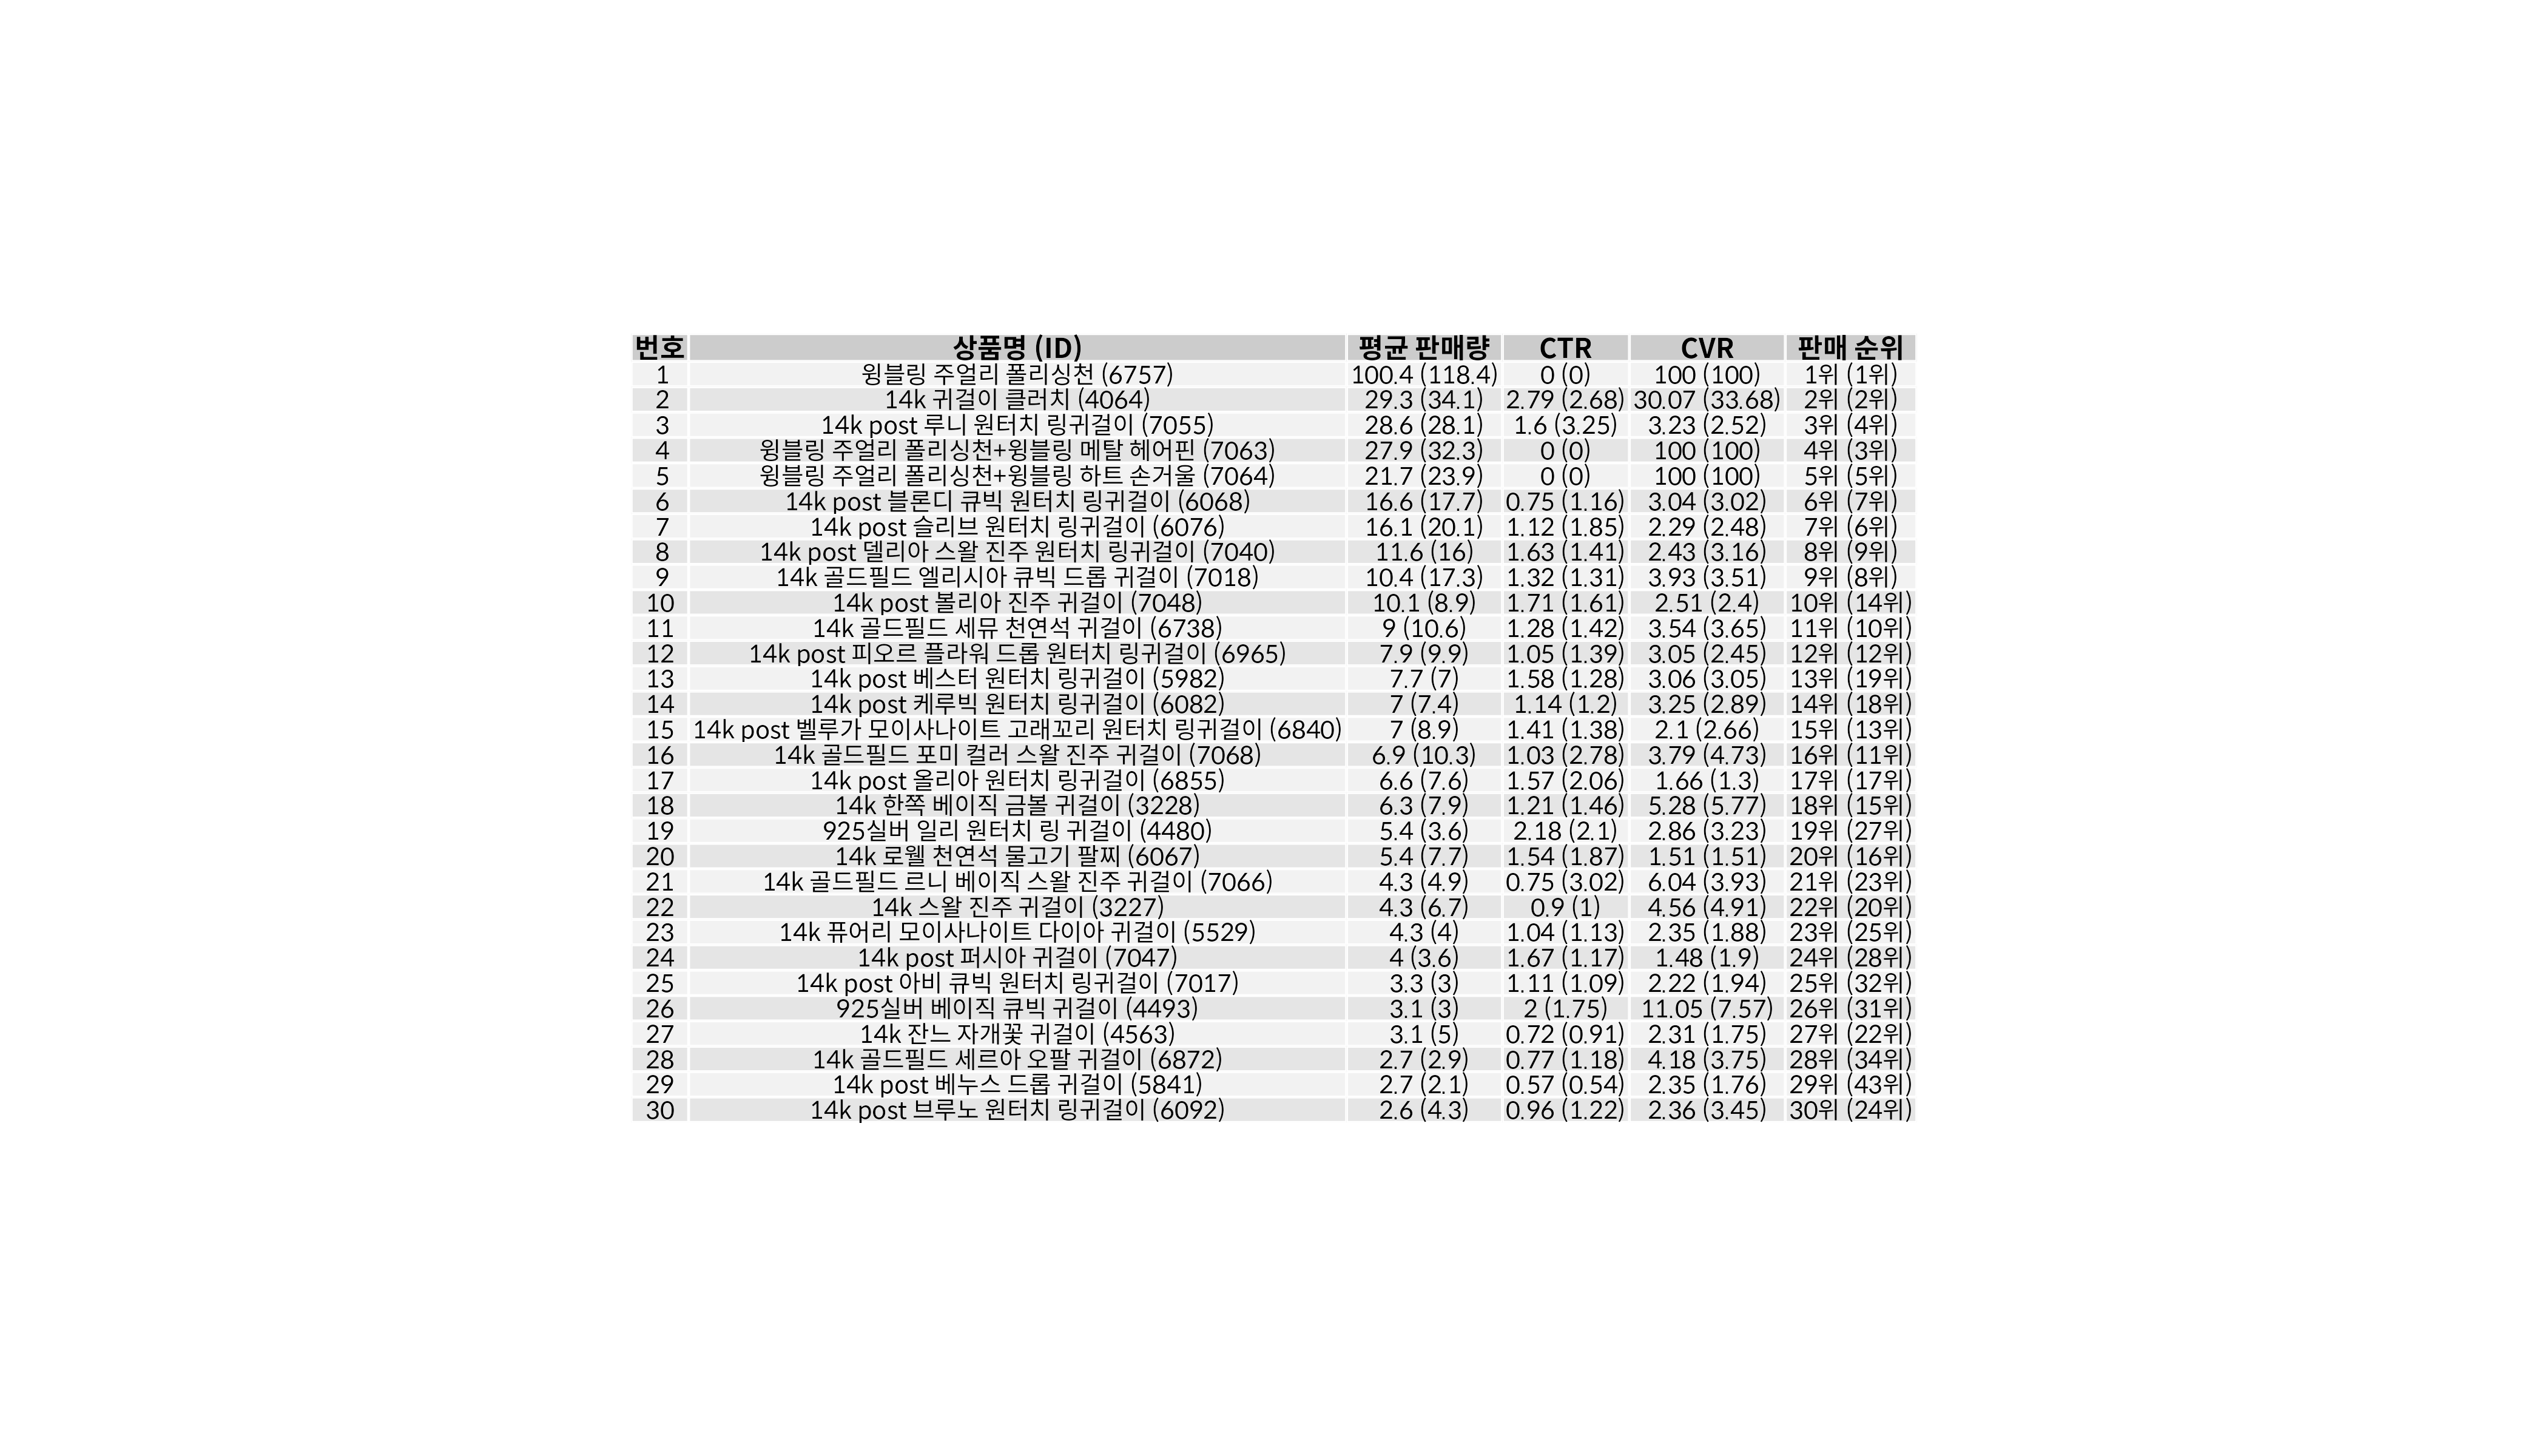 번호 상품명 (ID) 평균 판매량 CTR CVR 판매 순위
1 윙블링 주얼리 폴리싱천 (6757) 100.4 (118.4) 0 (0) 100 (100) 1위 (1위)
2 14k 귀걸이 클러치 (4064) 29.3 (34.1) 2.79 (2.68) 30.07 (33.68) 2위 (2위)
3 14k post 루니 원터치 링귀걸이 (7055) 28.6 (28.1) 1.6 (3.25) 3.23 (2.52) 3위 (4위)
4 윙블링 주얼리 폴리싱천+윙블링 메탈 헤어핀 (7063) 27.9 (32.3) 0 (0) 100 (100) 4위 (3위)
5 윙블링 주얼리 폴리싱천+윙블링 하트 손거울 (7064) 21.7 (23.9) 0 (0) 100 (100) 5위 (5위)
6 14k post 블론디 큐빅 원터치 링귀걸이 (6068) 16.6 (17.7) 0.75 (1.16) 3.04 (3.02) 6위 (7위)
7 14k post 슬리브 원터치 링귀걸이 (6076) 16.1 (20.1) 1.12 (1.85) 2.29 (2.48) 7위 (6위)
8 14k post 델리아 스왈 진주 원터치 링귀걸이 (7040) 11.6 (16) 1.63 (1.41) 2.43 (3.16) 8위 (9위)
9 14k 골드필드 엘리시아 큐빅 드롭 귀걸이 (7018) 10.4 (17.3) 1.32 (1.31) 3.93 (3.51) 9위 (8위)
10 14k post 볼리아 진주 귀걸이 (7048) 10.1 (8.9) 1.71 (1.61) 2.51 (2.4) 10위 (14위)
11 14k 골드필드 세뮤 천연석 귀걸이 (6738) 9 (10.6) 1.28 (1.42) 3.54 (3.65) 11위 (10위)
12 14k post 피오르 플라워 드롭 원터치 링귀걸이 (6965) 7.9 (9.9) 1.05 (1.39) 3.05 (2.45) 12위 (12위)
13 14k post 베스터 원터치 링귀걸이 (5982) 7.7 (7) 1.58 (1.28) 3.06 (3.05) 13위 (19위)
14 14k post 케루빅 원터치 링귀걸이 (6082) 7 (7.4) 1.14 (1.2) 3.25 (2.89) 14위 (18위)
15 14k post 벨루가 모이사나이트 고래꼬리 원터치 링귀걸이 (6840) 7 (8.9) 1.41 (1.38) 2.1 (2.66) 15위 (13위)
16 14k 골드필드 포미 컬러 스왈 진주 귀걸이 (7068) 6.9 (10.3) 1.03 (2.78) 3.79 (4.73) 16위 (11위)
17 14k post 올리아 원터치 링귀걸이 (6855) 6.6 (7.6) 1.57 (2.06) 1.66 (1.3) 17위 (17위)
18 14k 한쪽 베이직 금볼 귀걸이 (3228) 6.3 (7.9) 1.21 (1.46) 5.28 (5.77) 18위 (15위)
19 925실버 일리 원터치 링 귀걸이 (4480) 5.4 (3.6) 2.18 (2.1) 2.86 (3.23) 19위 (27위)
20 14k 로웰 천연석 물고기 팔찌 (6067) 5.4 (7.7) 1.54 (1.87) 1.51 (1.51) 20위 (16위)
21 14k 골드필드 르니 베이직 스왈 진주 귀걸이 (7066) 4.3 (4.9) 0.75 (3.02) 6.04 (3.93) 21위 (23위)
22 14k 스왈 진주 귀걸이 (3227) 4.3 (6.7) 0.9 (1) 4.56 (4.91) 22위 (20위)
23 14k 퓨어리 모이사나이트 다이아 귀걸이 (5529) 4.3 (4) 1.04 (1.13) 2.35 (1.88) 23위 (25위)
24 14k post 퍼시아 귀걸이 (7047) 4 (3.6) 1.67 (1.17) 1.48 (1.9) 24위 (28위)
25 14k post 아비 큐빅 원터치 링귀걸이 (7017) 3.3 (3) 1.11 (1.09) 2.22 (1.94) 25위 (32위)
26 925실버 베이직 큐빅 귀걸이 (4493) 3.1 (3) 2 (1.75) 11.05 (7.57) 26위 (31위)
27 14k 잔느 자개꽃 귀걸이 (4563) 3.1 (5) 0.72 (0.91) 2.31 (1.75) 27위 (22위)
28 14k 골드필드 세르아 오팔 귀걸이 (6872) 2.7 (2.9) 0.77 (1.18) 4.18 (3.75) 28위 (34위)
29 14k post 베누스 드롭 귀걸이 (5841) 2.7 (2.1) 0.57 (0.54) 2.35 (1.76) 29위 (43위)
30 14k post 브루노 원터치 링귀걸이 (6092) 2.6 (4.3) 0.96 (1.22) 2.36 (3.45) 30위 (24위)